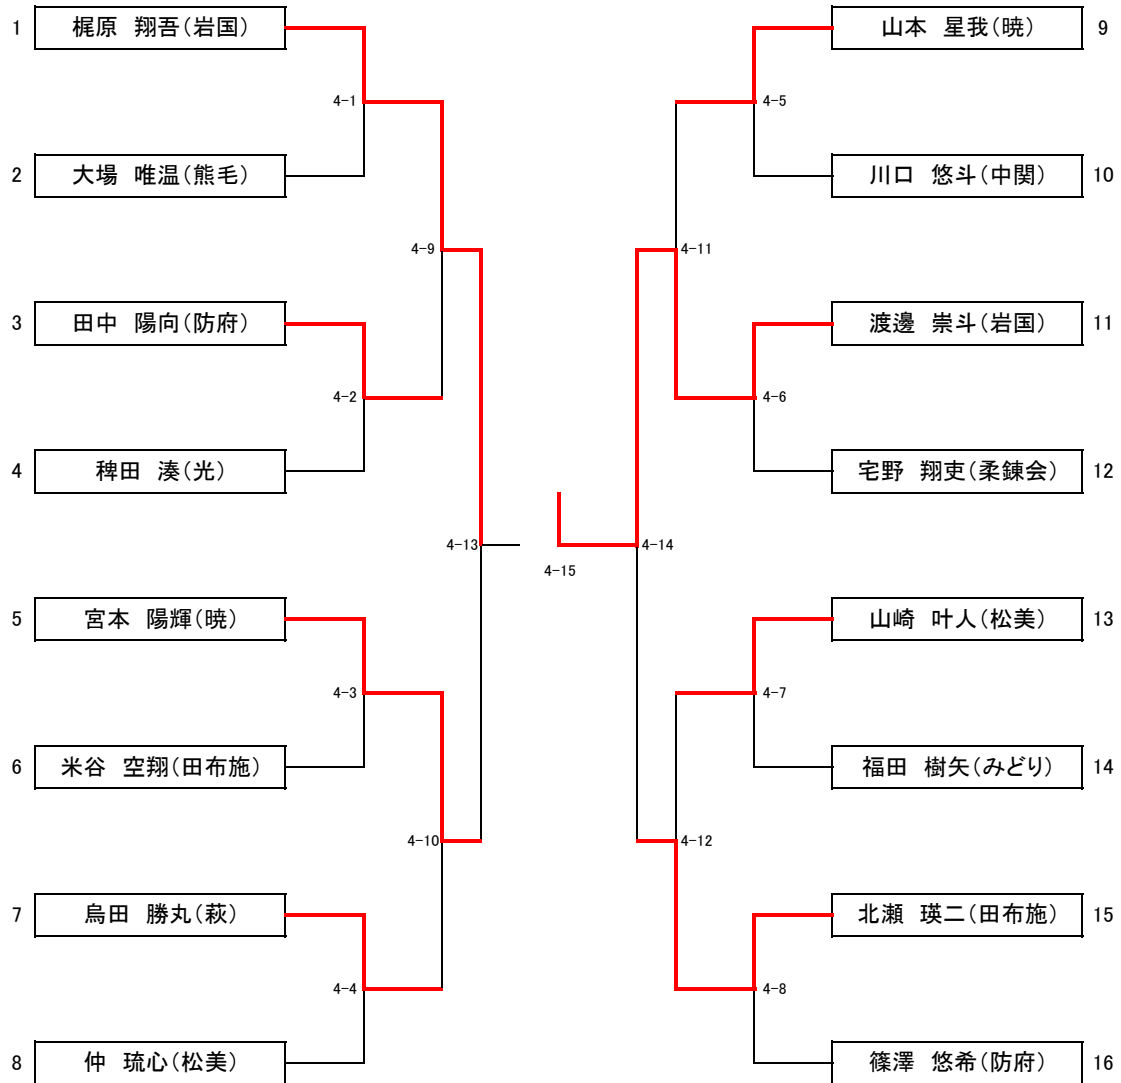 1 梶原 翔吾(岩国)
4-1
2 大場 唯温(熊毛)
4-9
3 田中 陽向(防府)
4-2
4 稗田 湊(光)
4-13
5 宮本 陽輝(暁)
4-3
6 米谷 空翔(田布施)
4-10
7 烏田 勝丸(萩)
4-4
8 仲 琉心(松美)
4-15
山本 星我(暁) 9
4-5
川口 悠斗(中関) 10
4-11
渡邊 崇斗(岩国) 11
4-6
宅野 翔吏(柔錬会) 12
4-14
山崎 叶人(松美) 13
4-7
福田 樹矢(みどり) 14
4-12
北瀬 瑛二(田布施) 15
4-8
篠澤 悠希(防府) 16